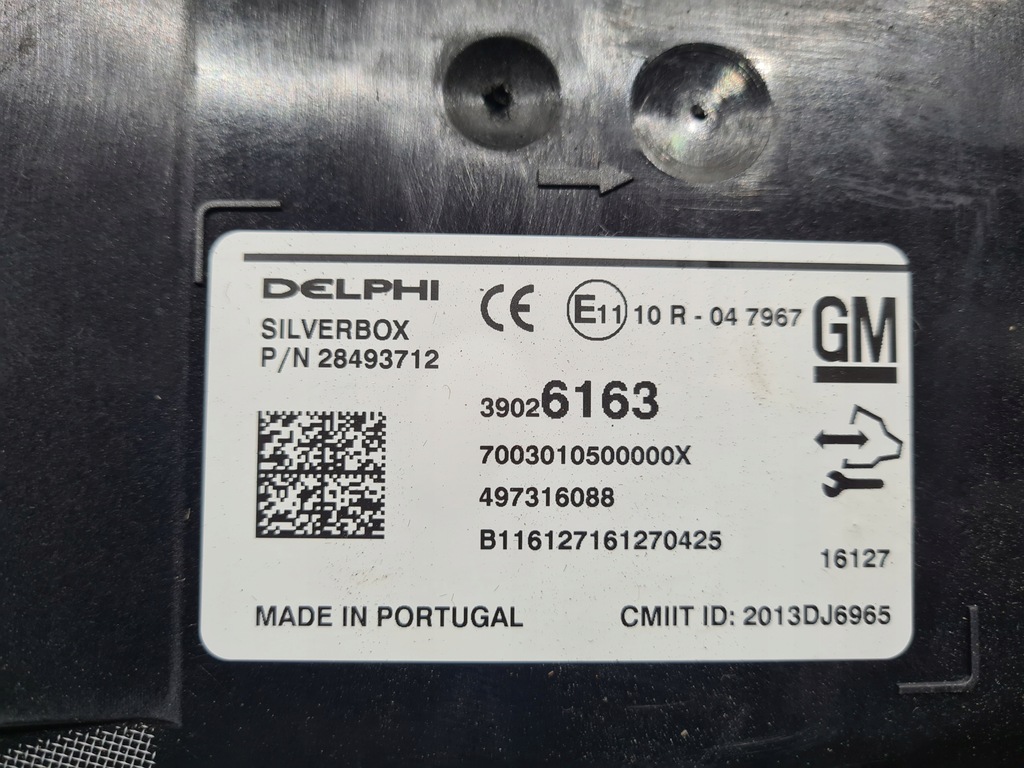 DELPHI
SILVERBOX
P/N 28493712
CE
E11 10 R - 04 7967
GM
39026163
7003010500000X
497316088
B116127161270425
16127
MADE IN PORTUGAL
CMIIT ID: 2013DJ6965